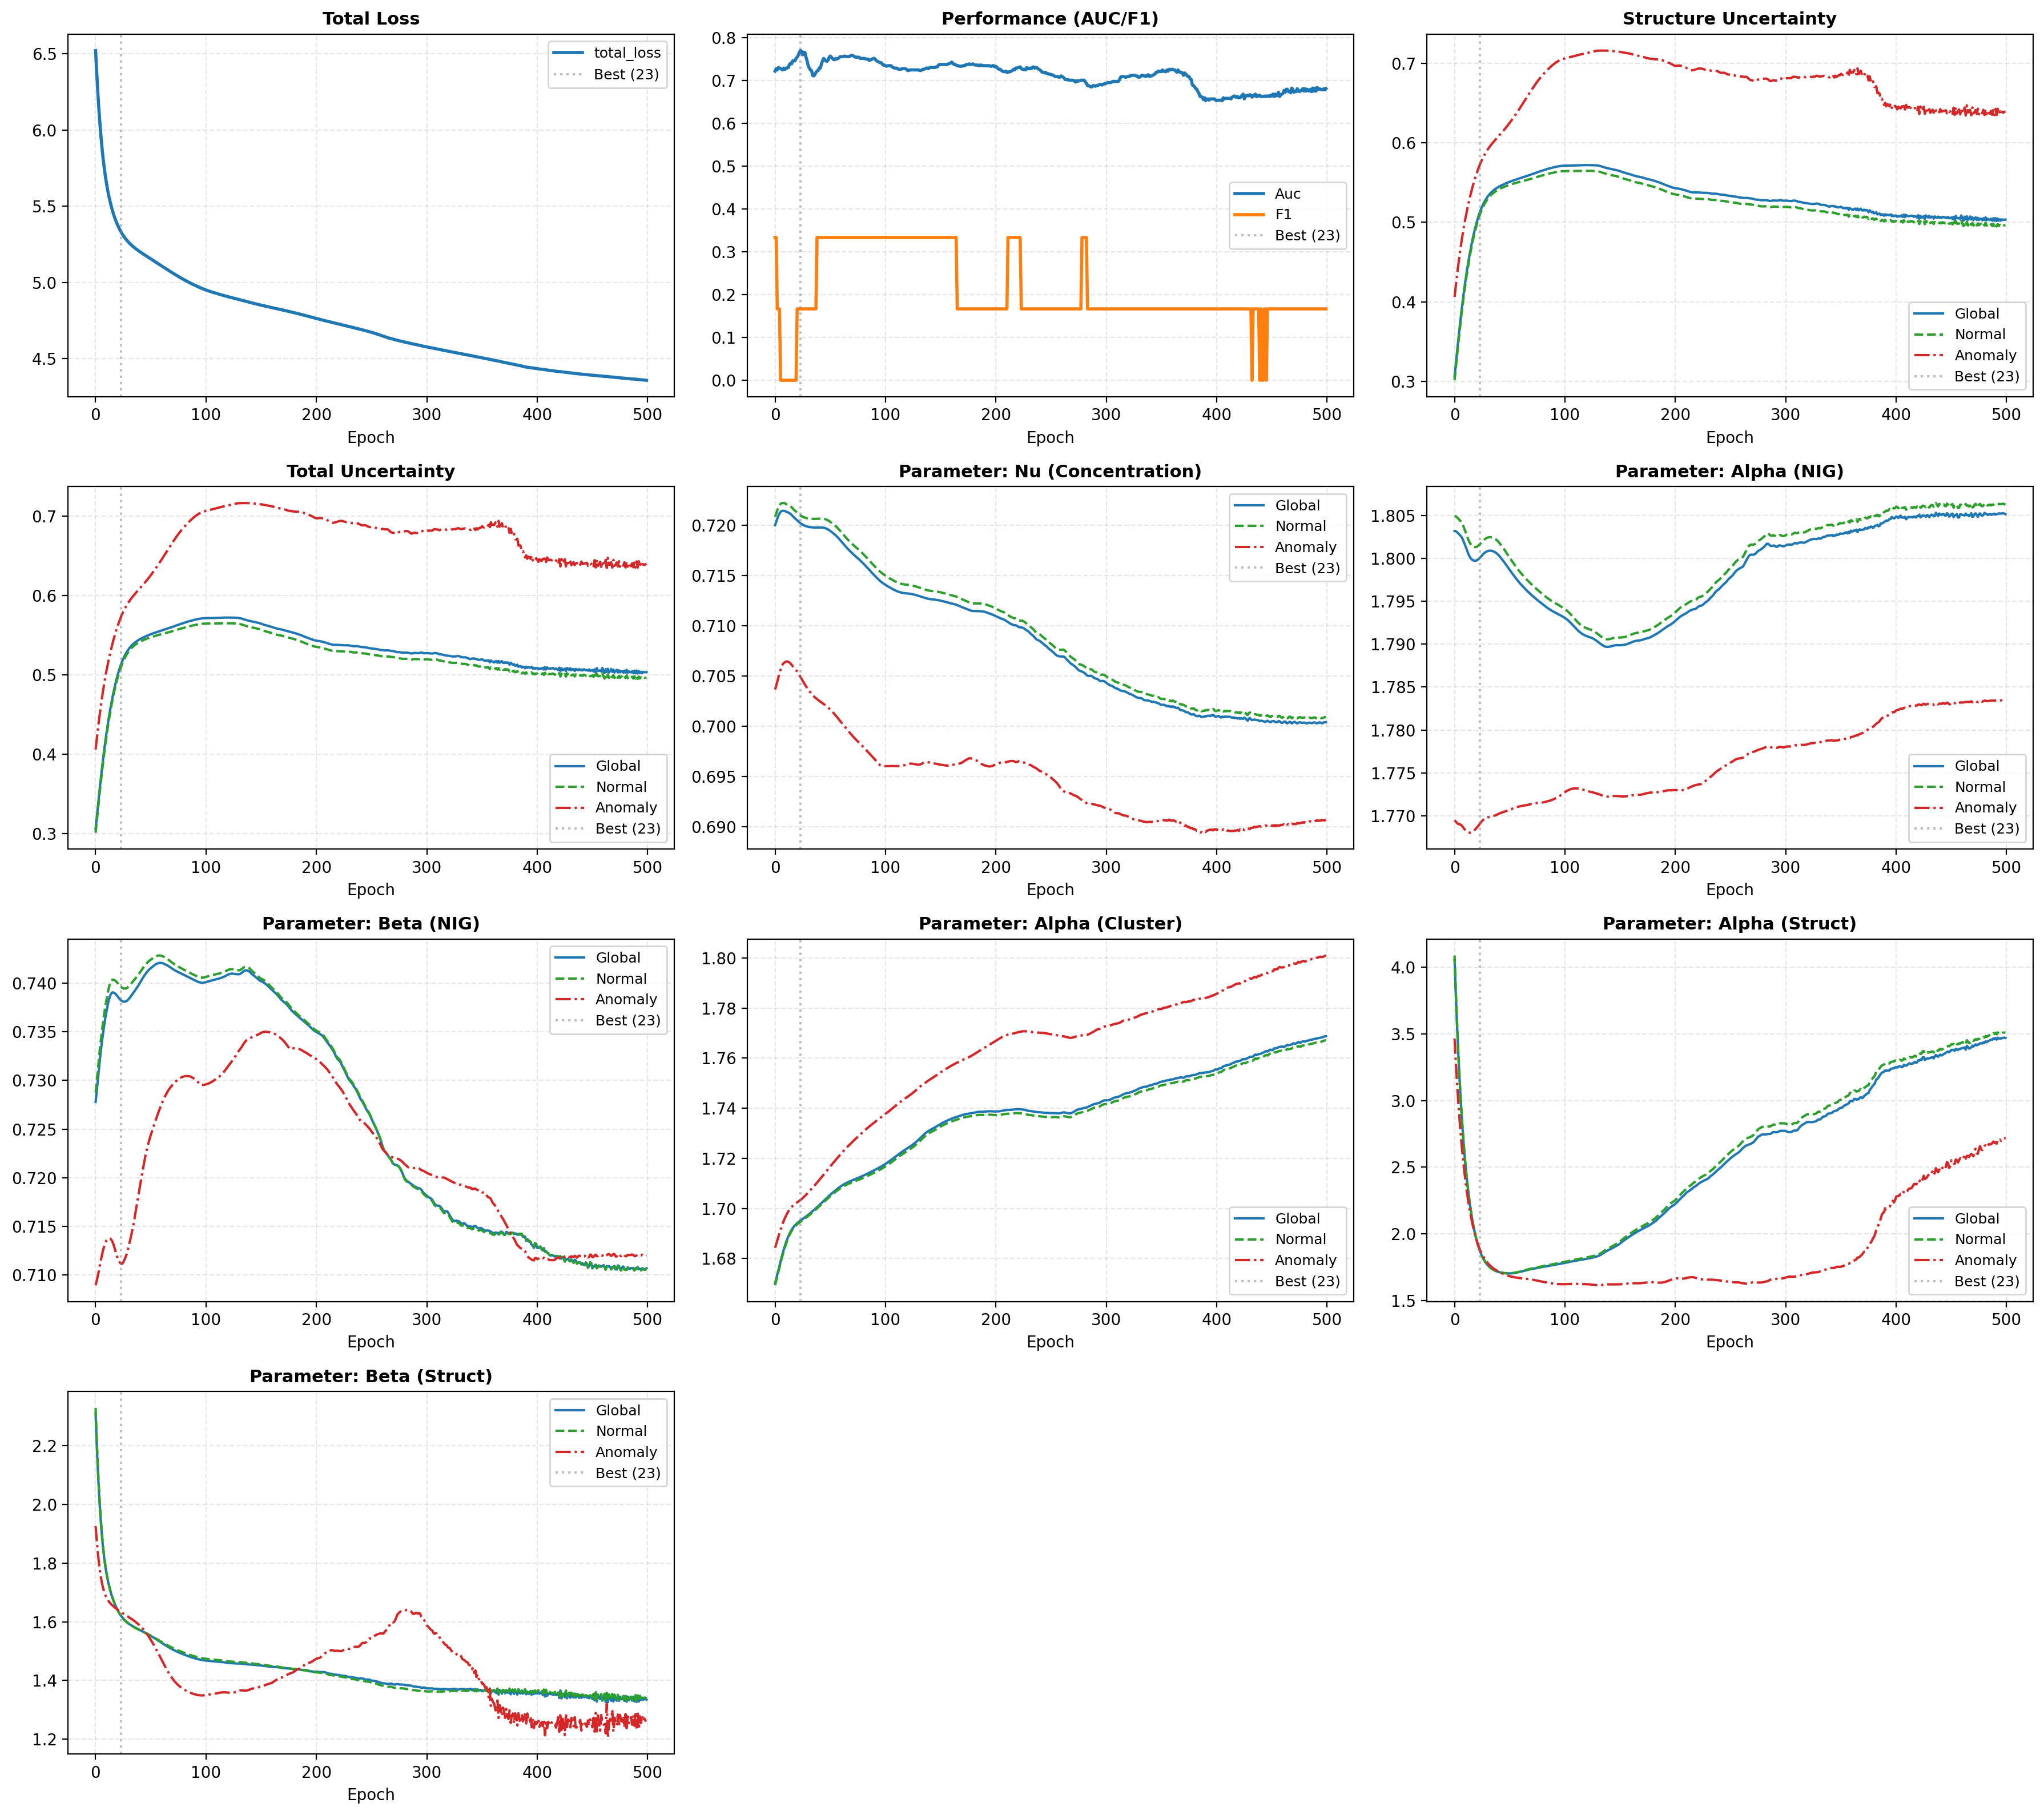 Total Loss
6.5
6.0
5.5
5.0
4.5
0 100 200 300 400 500
Epoch
total_loss
Best (23)
Performance (AUC/F1)
0.8
0.7
0.6
0.5
0.4
0.3
0.2
0.1
0.0
0 100 200 300 400 500
Epoch
Auc
F1
Best (23)
Structure Uncertainty
0.7
0.6
0.5
0.4
0.3
0 100 200 300 400 500
Epoch
Global
Normal
Anomaly
Best (23)
Total Uncertainty
0.7
0.6
0.5
0.4
0.3
0 100 200 300 400 500
Epoch
Global
Normal
Anomaly
Best (23)
Parameter: Nu (Concentration)
0.720
0.715
0.710
0.705
0.700
0.695
0.690
0 100 200 300 400 500
Epoch
Global
Normal
Anomaly
Best (23)
Parameter: Alpha (NIG)
1.805
1.800
1.795
1.790
1.785
1.780
1.775
1.770
0 100 200 300 400 500
Epoch
Global
Normal
Anomaly
Best (23)
Parameter: Beta (NIG)
0.740
0.735
0.730
0.725
0.720
0.715
0.710
0 100 200 300 400 500
Epoch
Global
Normal
Anomaly
Best (23)
Parameter: Alpha (Cluster)
1.80
1.78
1.76
1.74
1.72
1.70
1.68
0 100 200 300 400 500
Epoch
Global
Normal
Anomaly
Best (23)
Parameter: Alpha (Struct)
4.0
3.5
3.0
2.5
2.0
1.5
0 100 200 300 400 500
Epoch
Global
Normal
Anomaly
Best (23)
Parameter: Beta (Struct)
2.2
2.0
1.8
1.6
1.4
1.2
0 100 200 300 400 500
Epoch
Global
Normal
Anomaly
Best (23)